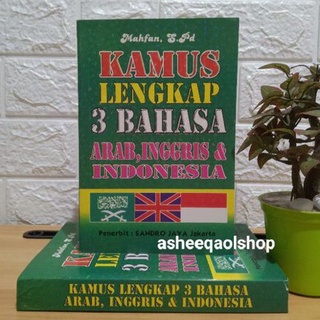 Mahfan, S.Pd
KAMUS
LENGKAP
3 BAHASA
ARAB, INGGRIS &
INDONESIA
Penerbit : SANDRO JAYA Jakarta
asheeqaolshop
KAMUS LENGKAP 3 BAHASA
ARAB, INGGRIS & INDONESIA